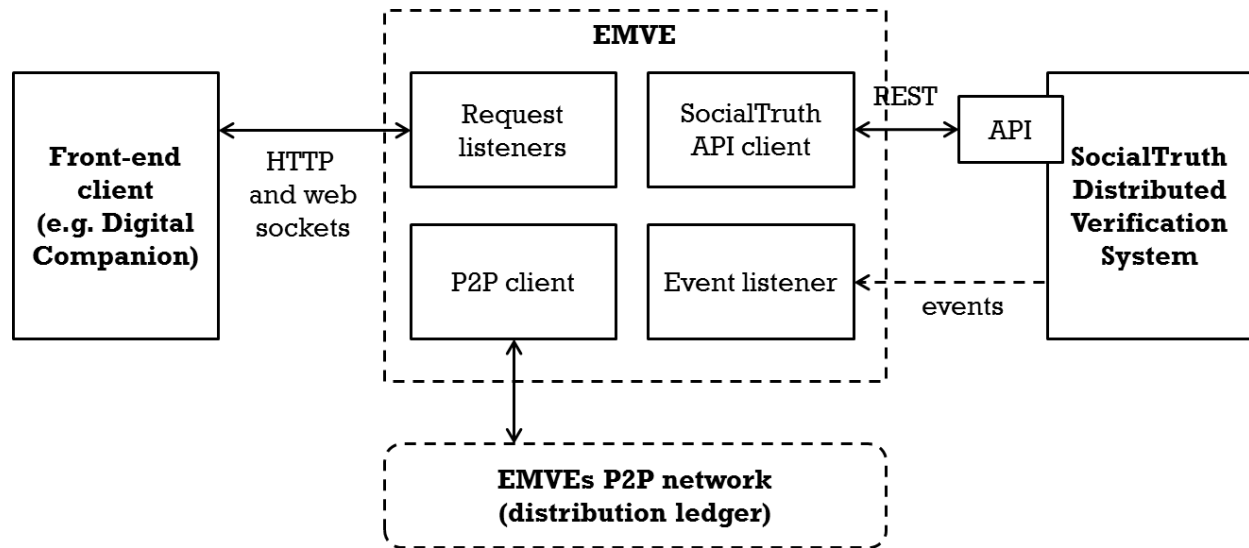 EMVE
Front-end
client
(e.g. Digital
Companion)
HTTP
and web
sockets
Request
listeners
SocialTruth
API client
REST
API
SocialTruth
Distributed
Verification
System
P2P client
Event listener
events
EMVEs P2P network
(distribution ledger)